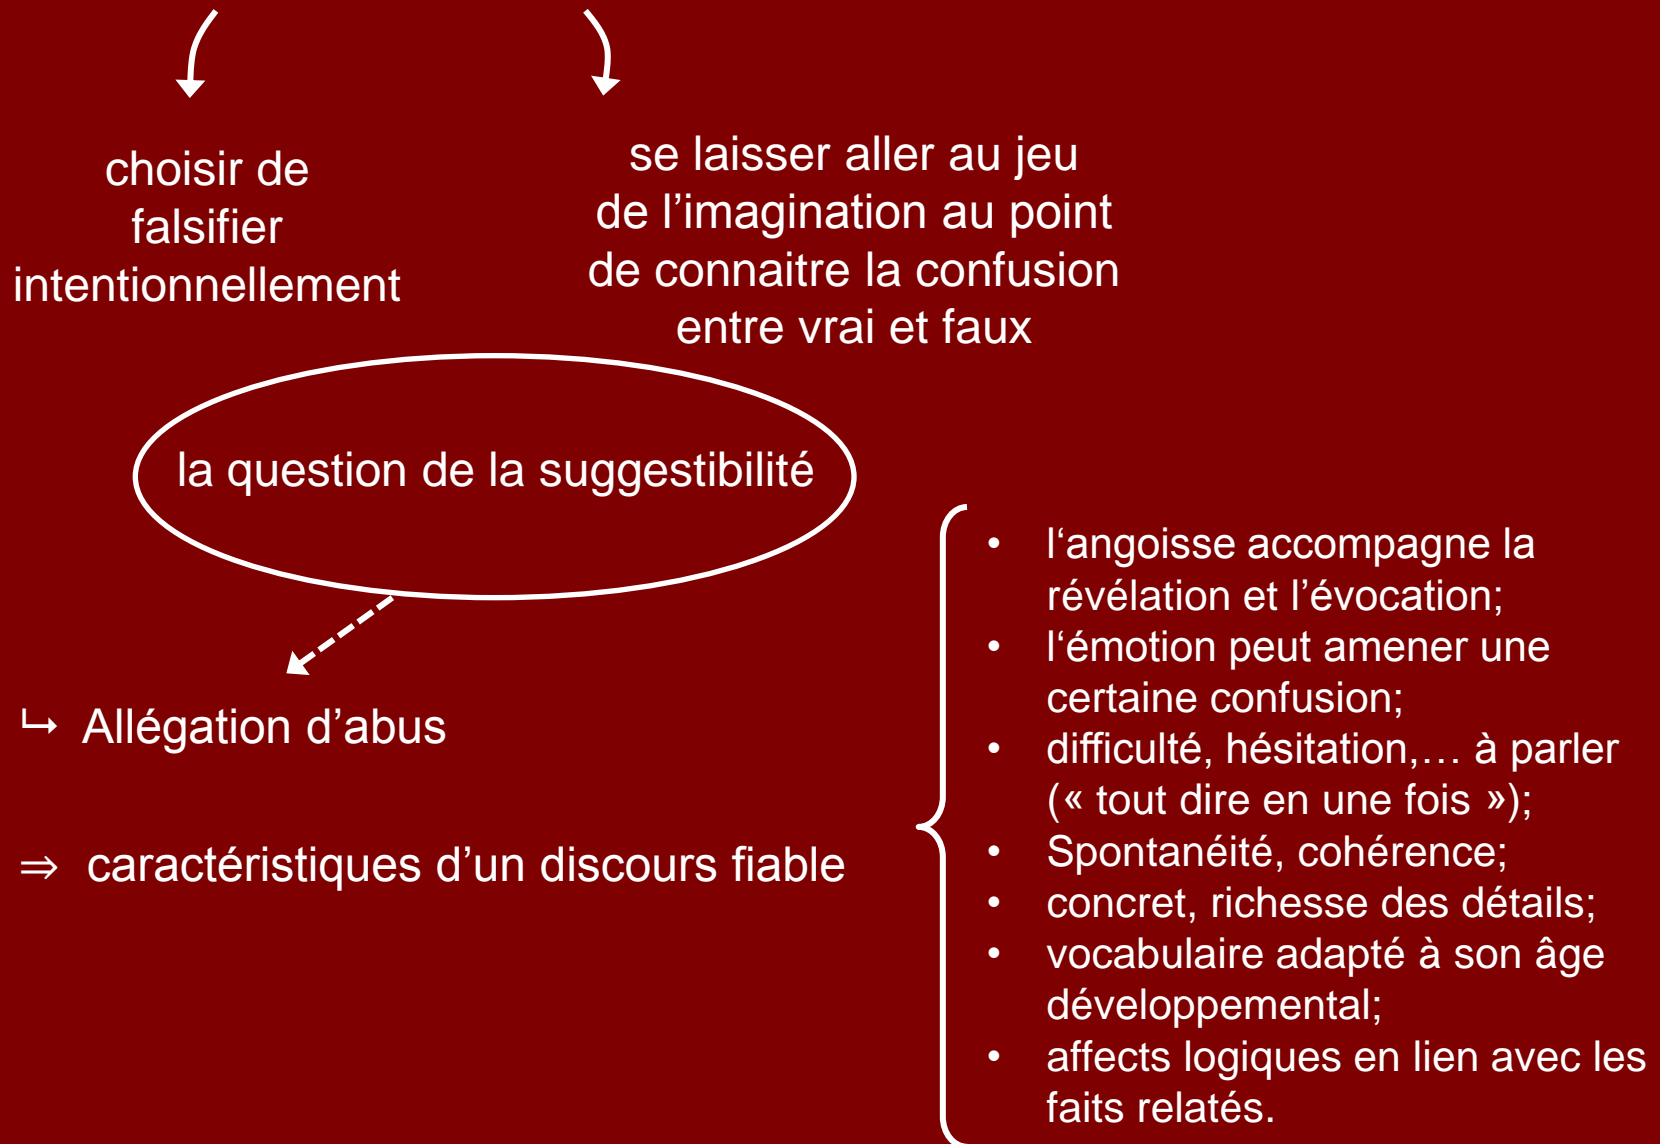 choisir de
falsifier
intentionnellement
se laisser aller au jeu
de l’imagination au point
de connaitre la confusion
entre vrai et faux
la question de la suggestibilité
↳ Allégation d’abus
⇒ caractéristiques d’un discours fiable
• l‘angoisse accompagne la
révélation et l’évocation;
• l‘émotion peut amener une
certaine confusion;
• difficulté, hésitation,… à parler
(« tout dire en une fois »);
• Spontanéité, cohérence;
• concret, richesse des détails;
• vocabulaire adapté à son âge
développemental;
• affects logiques en lien avec les
faits relatés.